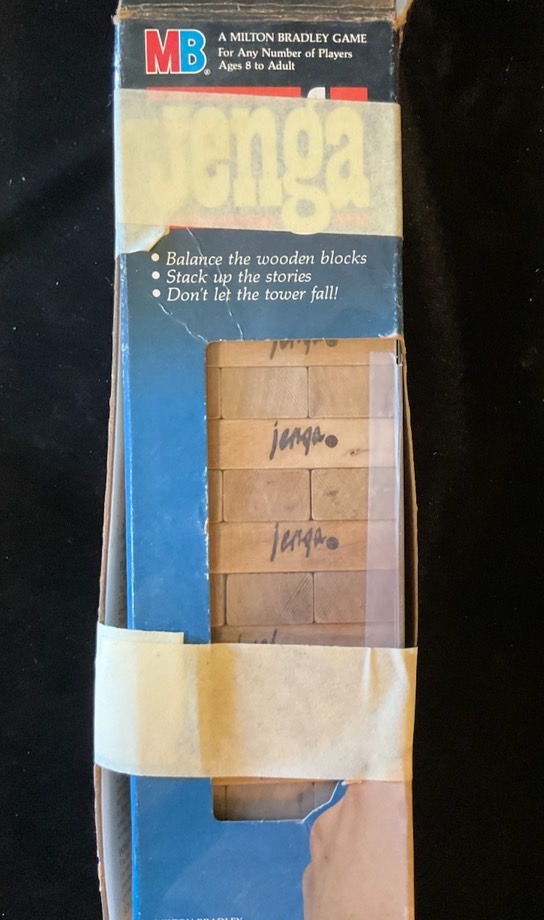 MB®
A MILTON BRADLEY GAME
For Any Number of Players
Ages 8 to Adult
Jenga
• Balance the wooden blocks
• Stack up the stories
• Don't let the tower fall!
jenga
jenga
jenga